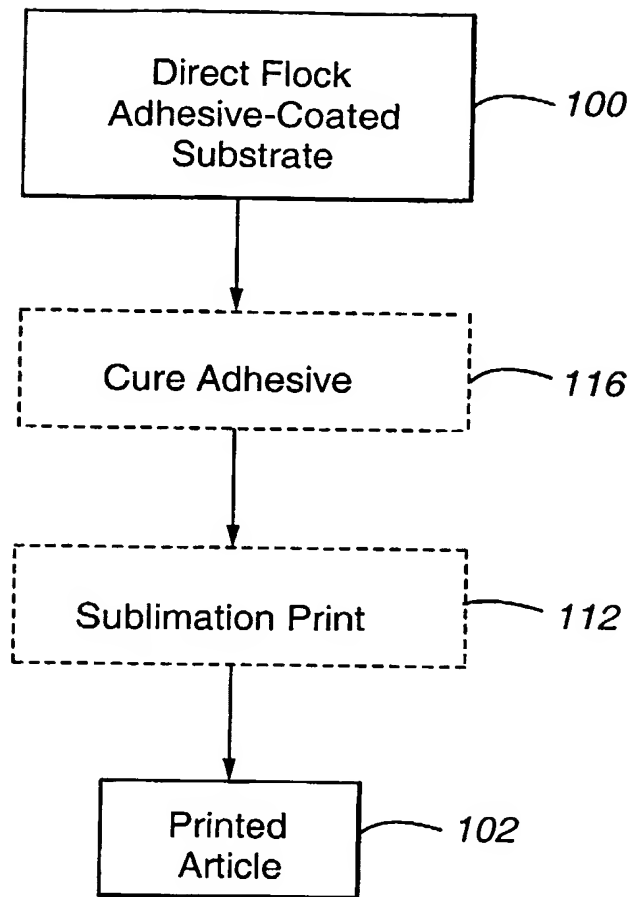 Direct Flock
Adhesive-Coated
Substrate
100
Cure Adhesive
116
Sublimation Print
112
Printed
Article
102